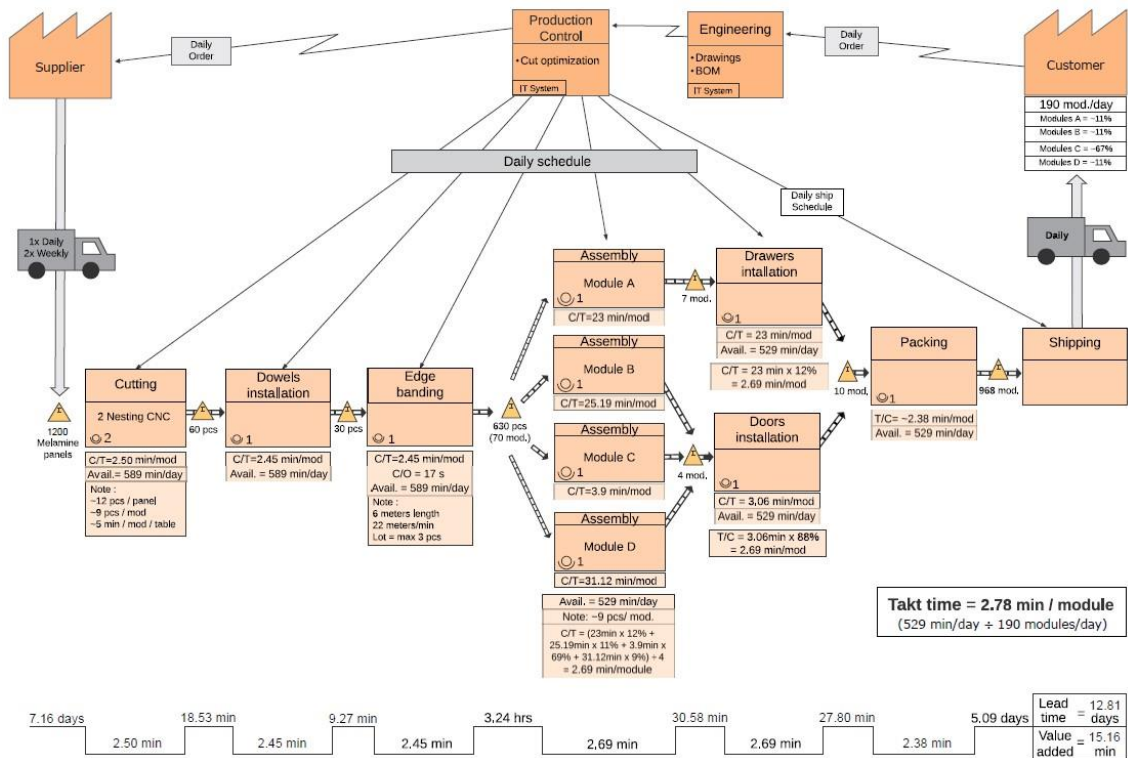 Supplier
Daily
Order
Production
Control
•Cut optimization
IT System
Engineering
•Drawings
•BOM
IT System
Daily
Order
Customer
190 mod./day
Modules A = ~11%
Modules B = ~11%
Modules C = ~67%
Modules D = ~11%
Daily schedule
Daily ship
Schedule
1x Daily
2x Weekly
Daily
I
1200
Melamine
panels
Cutting
2 Nesting CNC
2
C/T=2.50 min/mod
Avail.= 589 min/day
Note :
~12 pcs / panel
~9 pcs / mod
~5 min / mod / table
I
60 pcs
Dowels
installation
1
C/T=2.45 min/mod
Avail.= 589 min/day
I
30 pcs
Edge
banding
1
C/T=2.45 min/mod
C/O = 17 s
Avail. = 589 min/day
Note :
6 meters length
22 meters/min
Lot = max 3 pcs
I
630 pcs
(70 mod.)
Assembly
Module A
1
C/T=23 min/mod
Assembly
Module B
1
C/T=25.19 min/mod
Assembly
Module C
1
C/T=3.9 min/mod
Assembly
Module D
1
C/T=31.12 min/mod
Avail. = 529 min/day
Note: ~9 pcs/ mod.
C/T = (23min x 12% +
25.19min x 11% + 3.9min x
69% + 31.12min x 9%) ÷ 4
= 2.69 min/module
I
7 mod.
Drawers
intallation
1
C/T = 23 min/mod
Avail. = 529 min/day
C/T = 23 min x 12%
= 2.69 min/mod
I
4 mod.
Doors
installation
1
C/T = 3,06 min/mod
Avail. = 529 min/day
T/C = 3.06min x 88%
= 2.69 min/mod
I
10 mod.
Packing
1
T/C= ~2.38 min/mod
Avail. = 529 min/day
I
968 mod.
Shipping
Takt time = 2.78 min / module
(529 min/day ÷ 190 modules/day)
7.16 days
2.50 min
18.53 min
2.45 min
9.27 min
2.45 min
3,24 hrs
2,69 min
30.58 min
2.69 min
27.80 min
2.38 min
5.09 days
Lead
time = 12.81
days
Value
added = 15.16
min